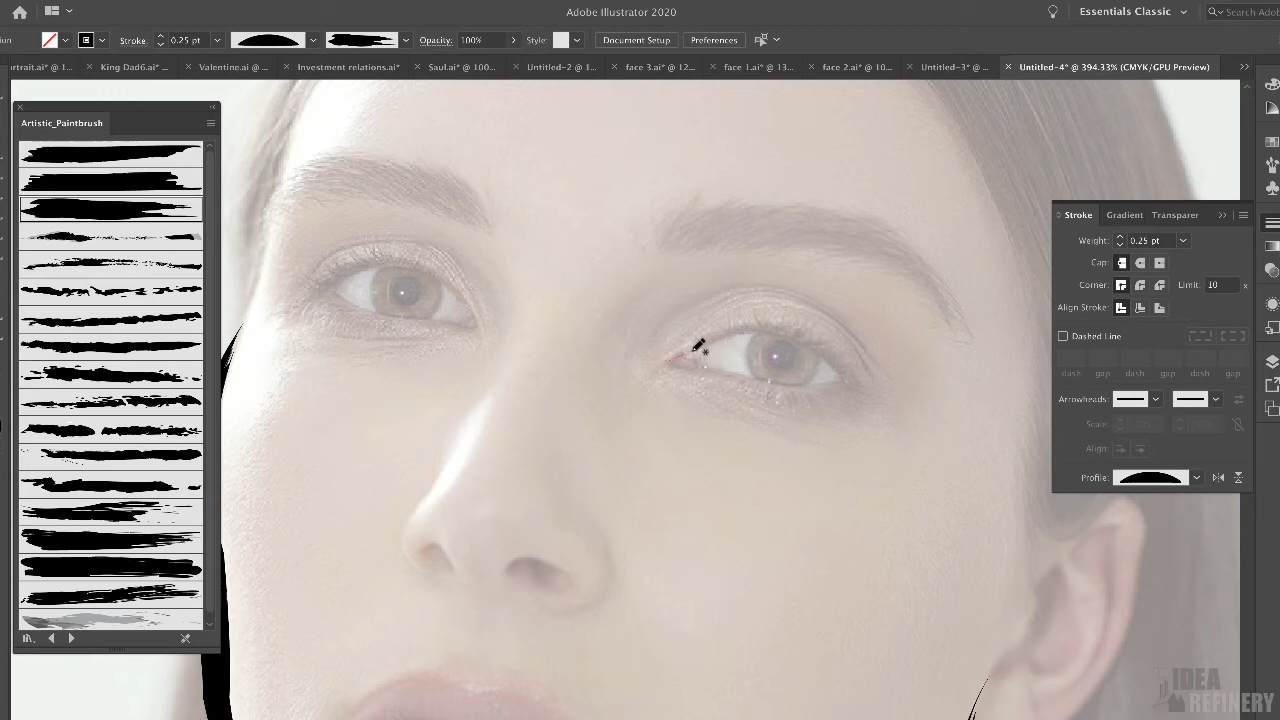 Adobe Illustrator 2020
Essentials Classic
Search Adob
ion
Stroke: 0.25 pt
Opacity: 100%
Style:
Document Setup
Preferences
rtrait.ai* @ 1...
King Dad6.ai* ...
Valentine.ai @ ...
Investment relations.ai*
Saul.ai* @ 100...
Untitled-2 @ 1...
face 3.ai* @ 12...
face 1.ai* @ 13...
face 2.ai* @ 10...
Untitled-3* @ ...
Untitled-4* @ 394.33% (CMYK/GPU Preview)
Artistic_Paintbrush
Stroke
Gradient
Transparer
Weight: 0.25 pt
Cap:
Corner:
Limit: 10 x
Align Stroke:
Dashed Line
dash gap dash gap dash gap
Arrowheads:
Scale:
Align:
Profile:
IDEA
REFINERY